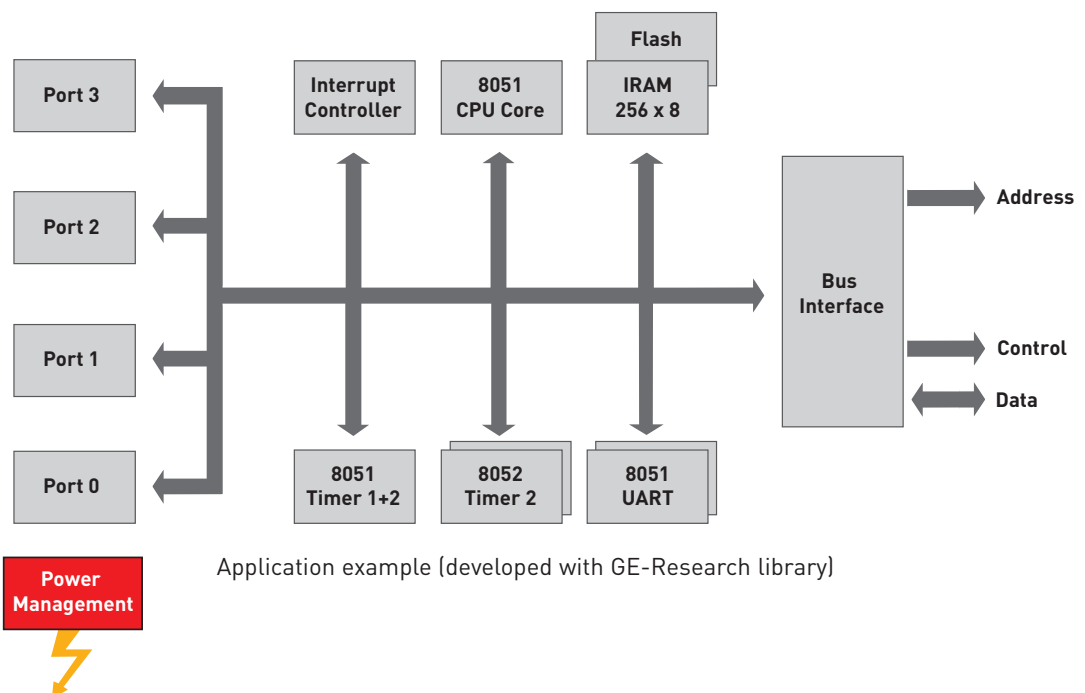 Flash
Port 3
Interrupt
Controller
8051
CPU Core
IRAM
256 x 8
Port 2
Address
Bus
Interface
Port 1
Control
Data
Port 0
8051
Timer 1+2
8052
Timer 2
8051
UART
Application example (developed with GE-Research library)
Power
Management